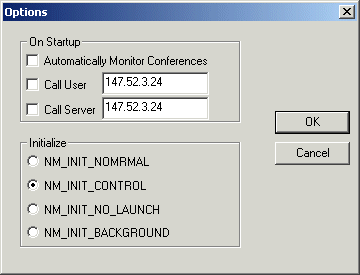 Options
On Startup
Automatically Monitor Conferences
Call User 147.52.3.24
Call Server 147.52.3.24
OK
Cancel
Initialize
NM_INIT_NOMRMAL
NM_INIT_CONTROL
NM_INIT_NO_LAUNCH
NM_INIT_BACKGROUND